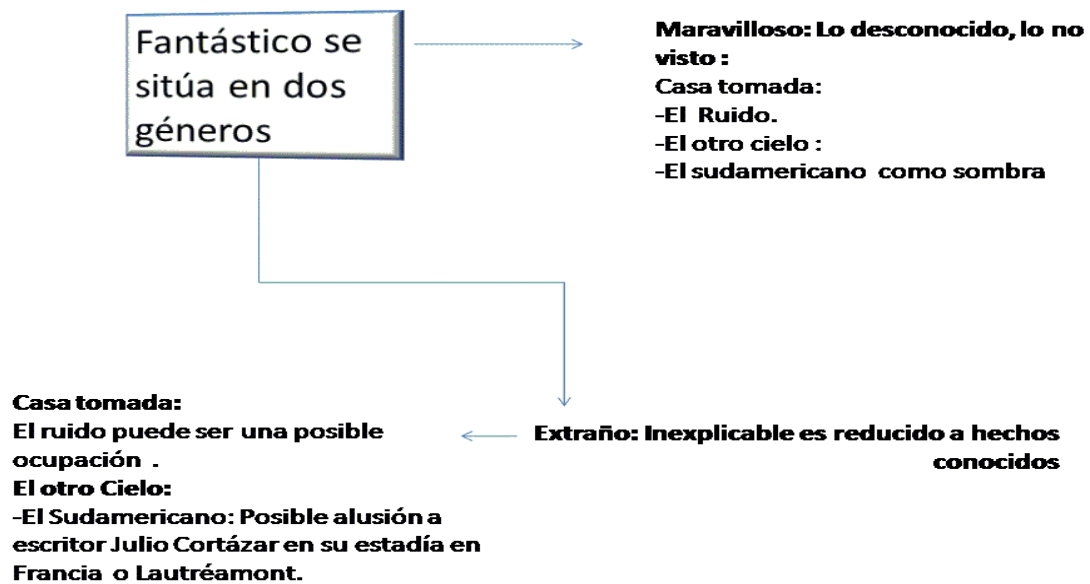 Fantástico se
sitúa en dos
géneros
Maravilloso: Lo desconocido, lo no
visto :
Casa tomada:
-El Ruido.
-El otro cielo :
-El sudamericano como sombra
Extraño: Inexplicable es reducido a hechos
conocidos
Casa tomada:
El ruido puede ser una posible
ocupación .
El otro Cielo:
-El Sudamericano: Posible alusión a
escritor Julio Cortázar en su estadía en
Francia o Lautréamont.